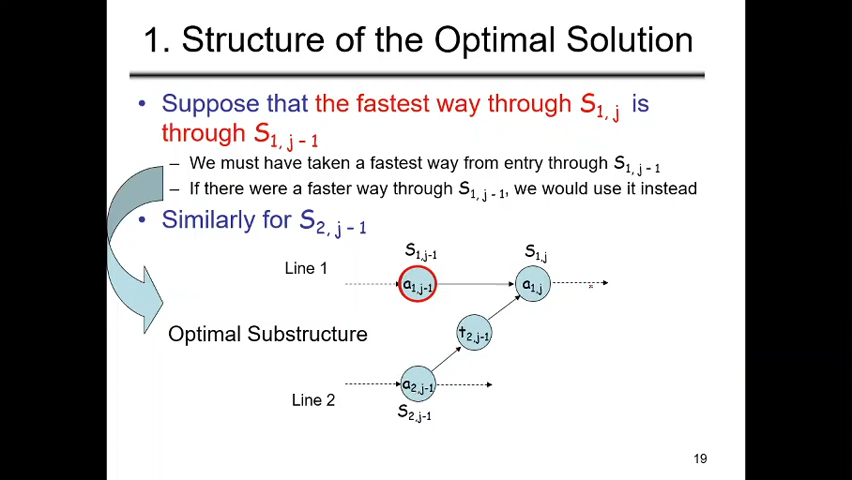 1. Structure of the Optimal Solution
• Suppose that the fastest way through S1, j is
through S1, j - 1
– We must have taken a fastest way from entry through S1, j - 1
– If there were a faster way through S1, j - 1, we would use it instead
• Similarly for S2, j - 1
S1,j-1
S1,j
Line 1
a1,j-1
a1,j
Optimal Substructure
t2,j-1
a2,j-1
Line 2
S2,j-1
19